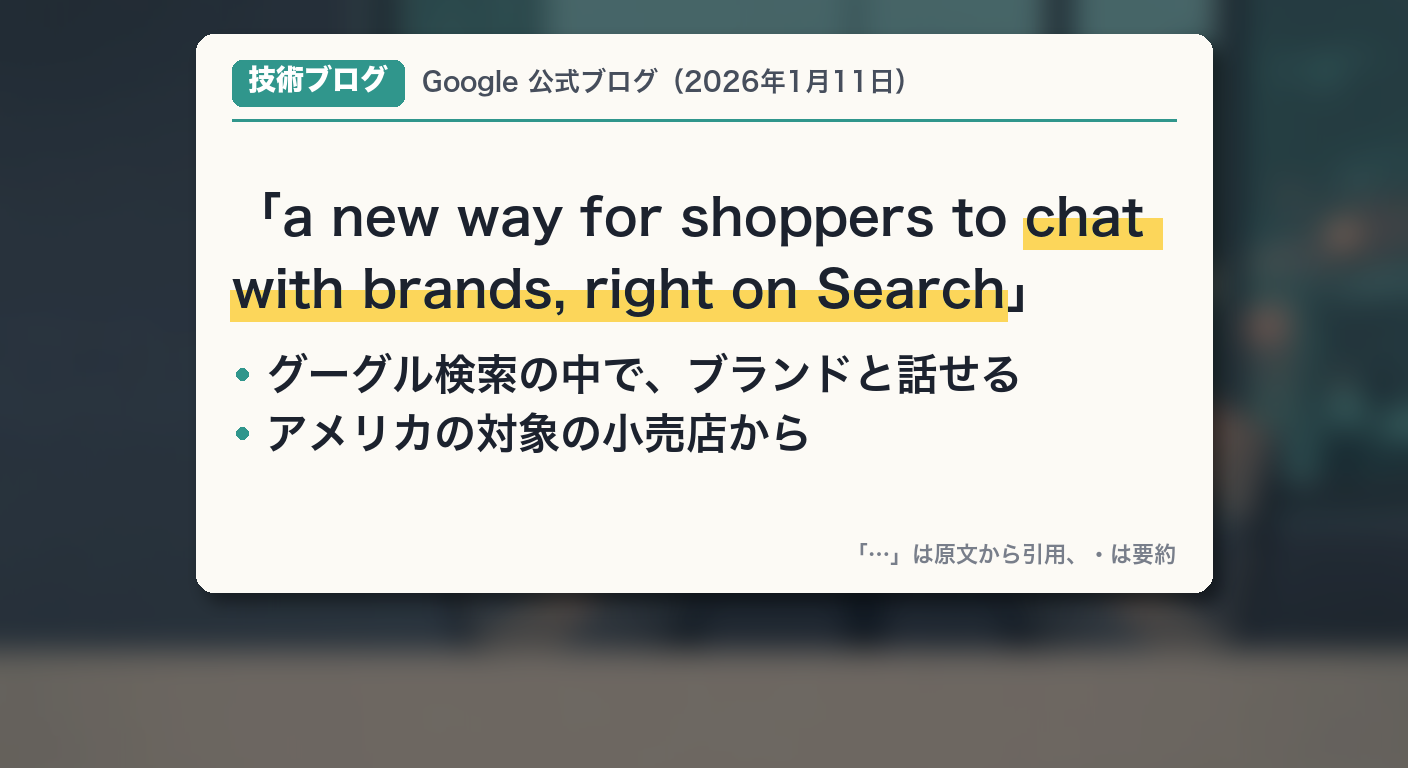 技術ブログ Google 公式ブログ（2026年1月11日）
「a new way for shoppers to chat
with brands, right on Search」
• グーグル検索の中で、ブランドと話せる
• アメリカの対象の小売店から
「…」は原文から引用、・は要約